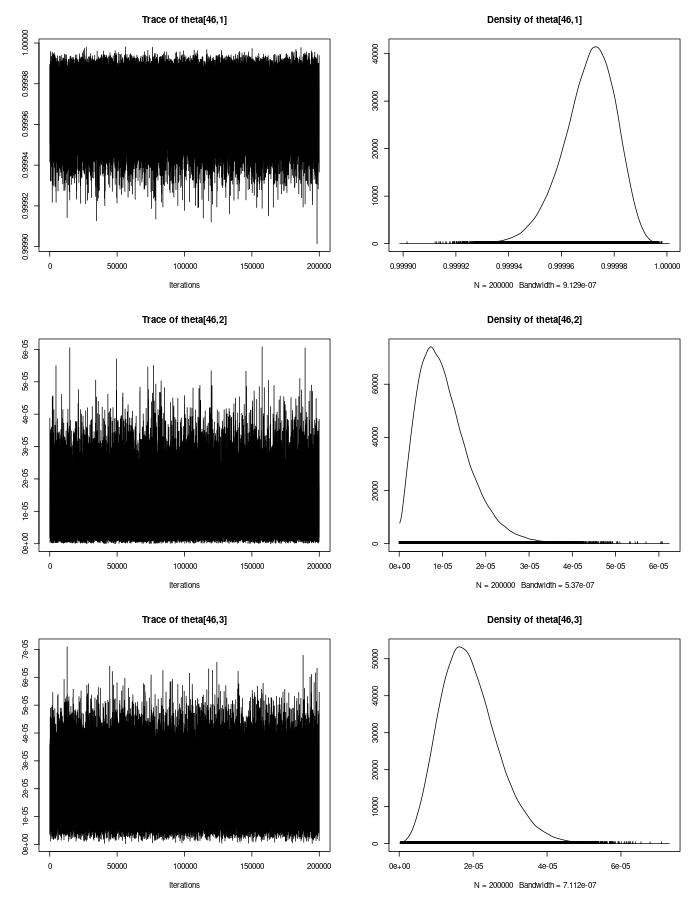 Trace of theta[46,1]
0.99990 0.99992 0.99994 0.99996 0.99998 1.00000
0 50000 100000 150000 200000
Iterations
Density of theta[46,1]
0 10000 20000 30000 40000
0.99990 0.99992 0.99994 0.99996 0.99998 1.00000
N = 200000 Bandwidth = 9.129e-07
Trace of theta[46,2]
0e+00 1e-05 2e-05 3e-05 4e-05 5e-05 6e-05
0 50000 100000 150000 200000
Iterations
Density of theta[46,2]
0 20000 40000 60000
0e+00 1e-05 2e-05 3e-05 4e-05 5e-05 6e-05
N = 200000 Bandwidth = 5.37e-07
Trace of theta[46,3]
0e+00 1e-05 2e-05 3e-05 4e-05 5e-05 6e-05 7e-05
0 50000 100000 150000 200000
Iterations
Density of theta[46,3]
0 10000 20000 30000 40000 50000
0e+00 2e-05 4e-05 6e-05
N = 200000 Bandwidth = 7.112e-07